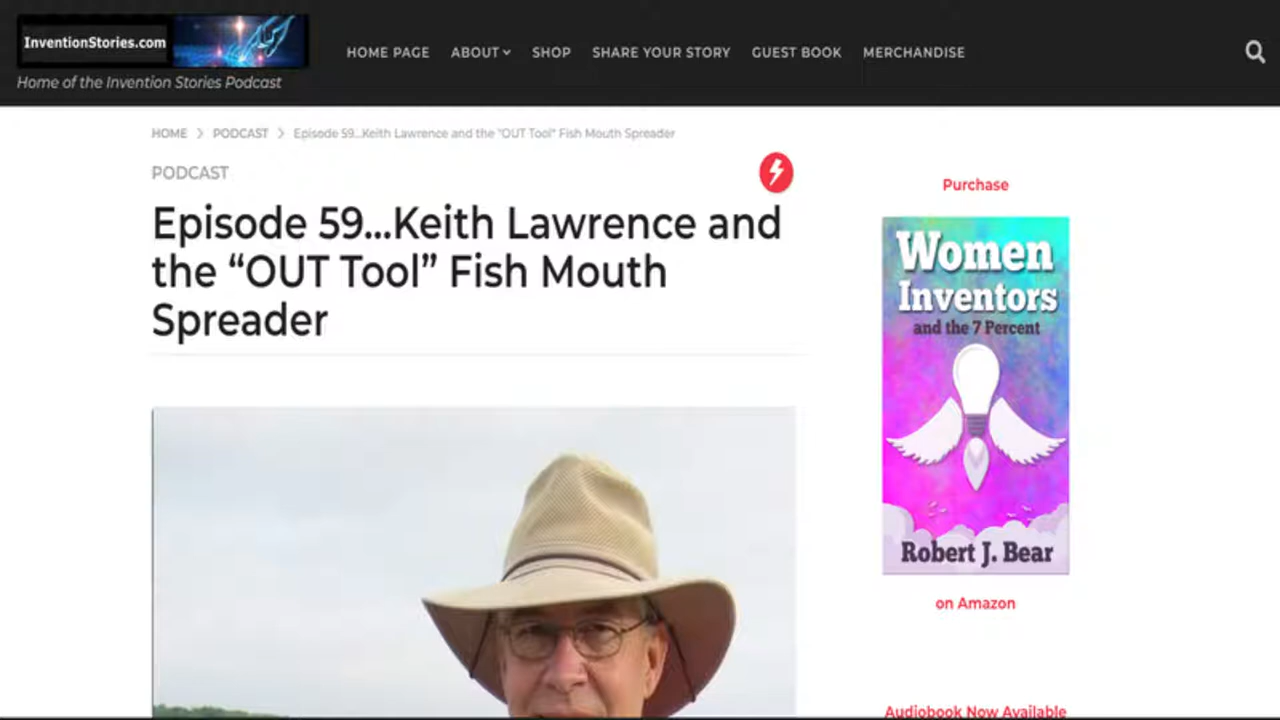 InventionStories.com
Home of the Invention Stories Podcast
HOME PAGE ABOUT SHOP SHARE YOUR STORY GUEST BOOK MERCHANDISE
HOME > PODCAST > Episode 59...Keith Lawrence and the "OUT Tool" Fish Mouth Spreader
PODCAST
Episode 59...Keith Lawrence and
the “OUT Tool” Fish Mouth
Spreader
Purchase
Women
Inventors
and the 7 Percent
Robert J. Bear
on Amazon
Audiobook Now Available